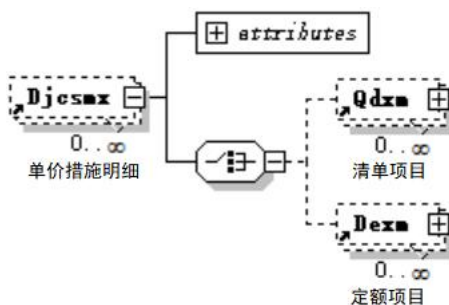 attributes
Djcsmx
0..∞
单价措施明细
Qdxm
0..∞
清单项目
Dexm
0..∞
定额项目